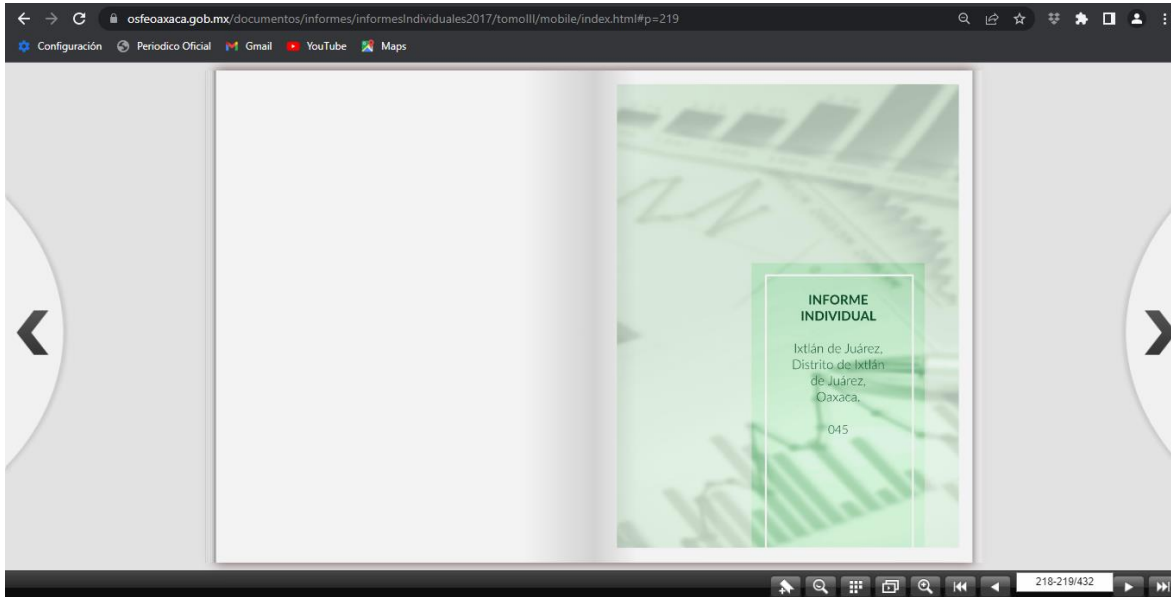 osfeoaxaca.gob.mx/documentos/informes/informesIndividuales2017/tomoIII/mobile/index.html#p=219
Configuración Periodico Oficial Gmail YouTube Maps
INFORME
INDIVIDUAL
Ixtlán de Juárez,
Distrito de Ixtlán
de Juárez,
Oaxaca.
045
218-219/432